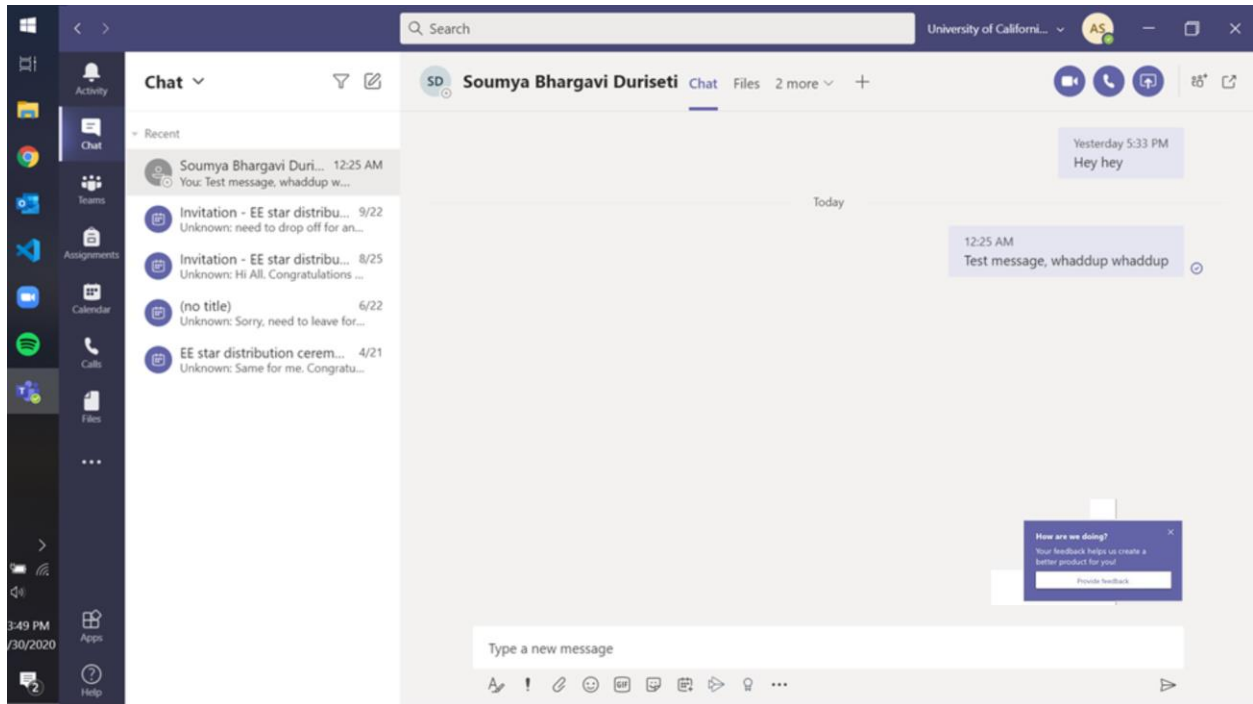 Search
University of Californi...
AS
Activity
Chat
Teams
Assignments
Calendar
Calls
Files
Apps
Help
3:49 PM
/30/2020
2
Chat
Recent
Soumya Bhargavi Duri... 12:25 AM
You: Test message, whaddup w...
Invitation - EE star distribu... 9/22
Unknown: need to drop off for an...
Invitation - EE star distribu... 8/25
Unknown: Hi All. Congratulations ...
(no title) 6/22
Unknown: Sorry, need to leave for...
EE star distribution cerem... 4/21
Unknown: Same for me. Congratu...
SD Soumya Bhargavi Duriseti Chat Files 2 more
Yesterday 5:33 PM
Hey hey
Today
12:25 AM
Test message, whaddup whaddup
How are we doing?
Your feedback helps us create a
better product for you!
Provide feedback
Type a new message
GIF